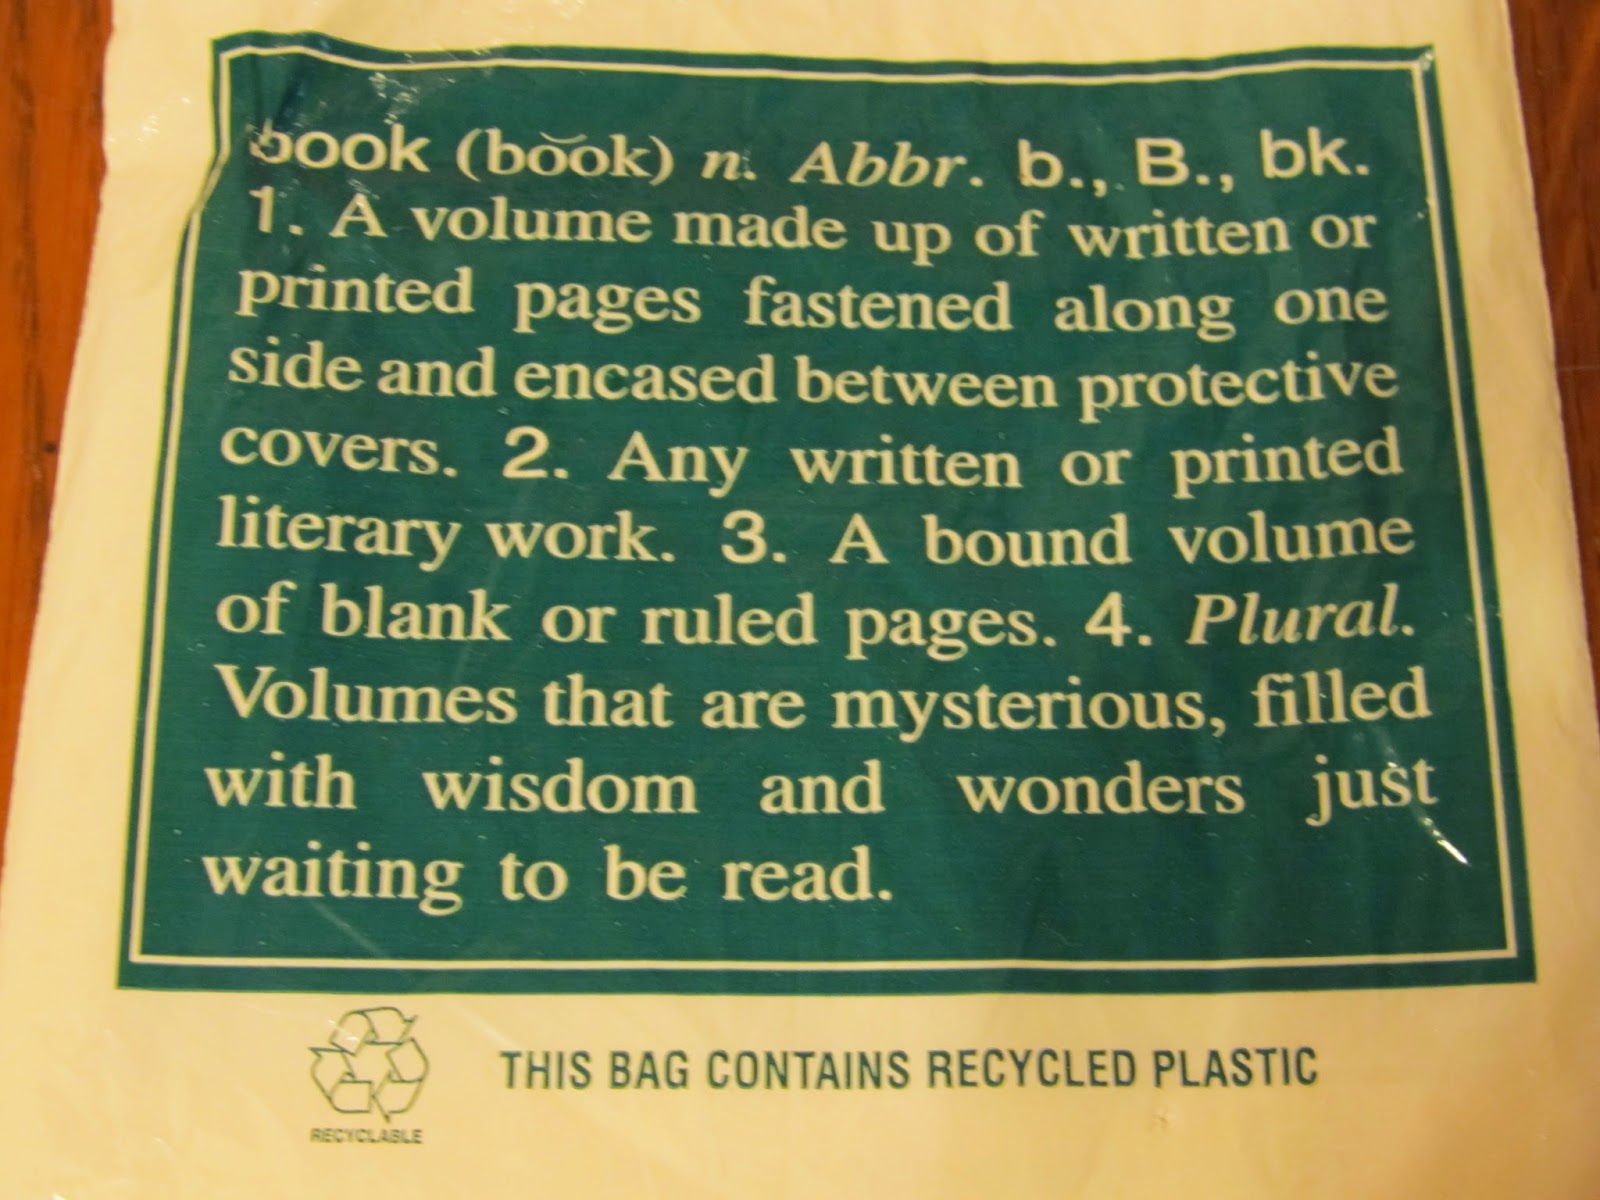 book (bo͝ok) n. Abbr. b., B., bk.
1. A volume made up of written or
printed pages fastened along one
side and encased between protective
covers. 2. Any written or printed
literary work. 3. A bound volume
of blank or ruled pages. 4. Plural.
Volumes that are mysterious, filled
with wisdom and wonders just
waiting to be read.
THIS BAG CONTAINS RECYCLED PLASTIC
RECYCLABLE